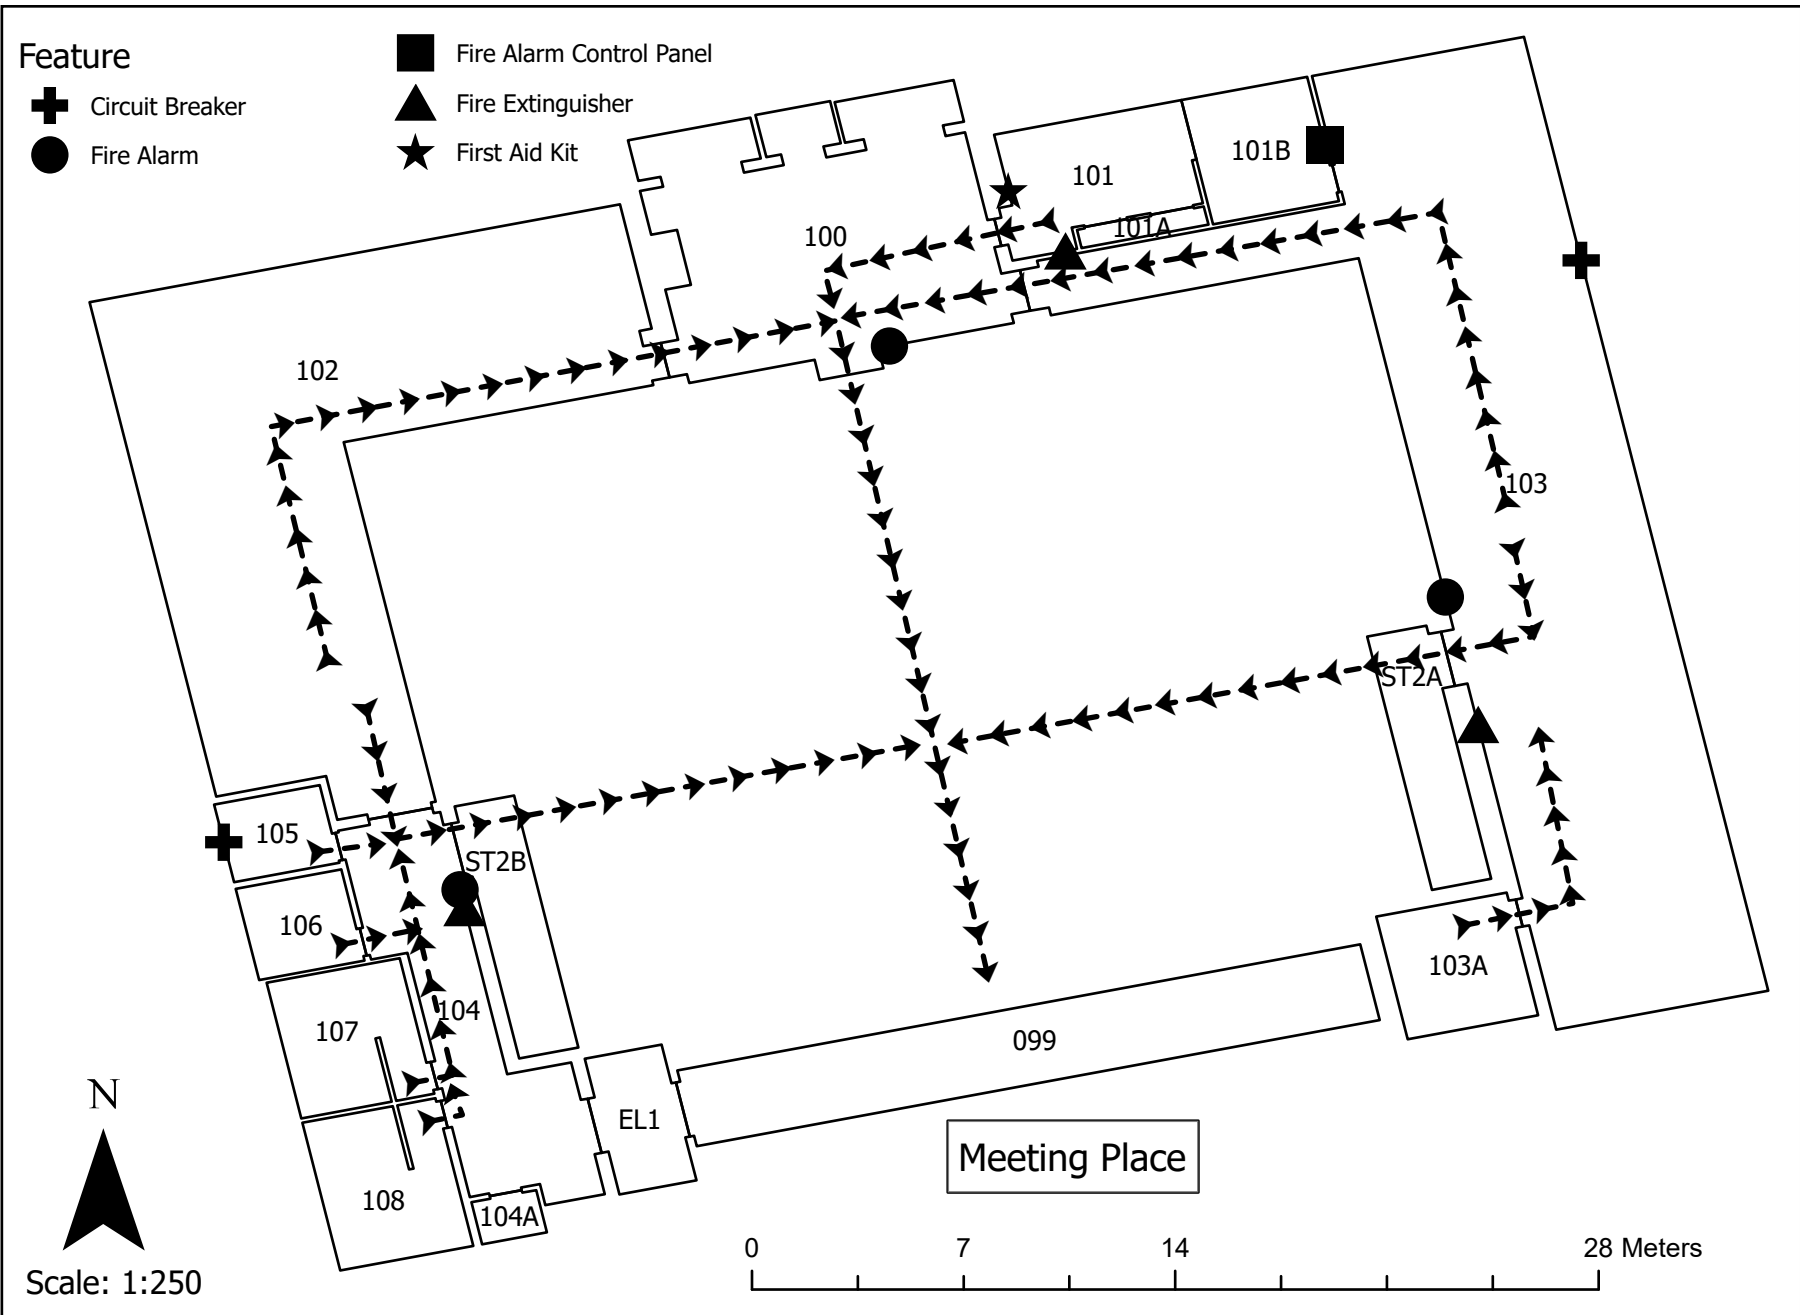 Feature
Circuit Breaker
Fire Alarm
Fire Alarm Control Panel
Fire Extinguisher
First Aid Kit
101B
101
101A
100
102
103
ST2A
105
ST2B
106
103A
104
107
099
EL1
108
104A
Meeting Place
N
Scale: 1:250
0 7 14 28 Meters